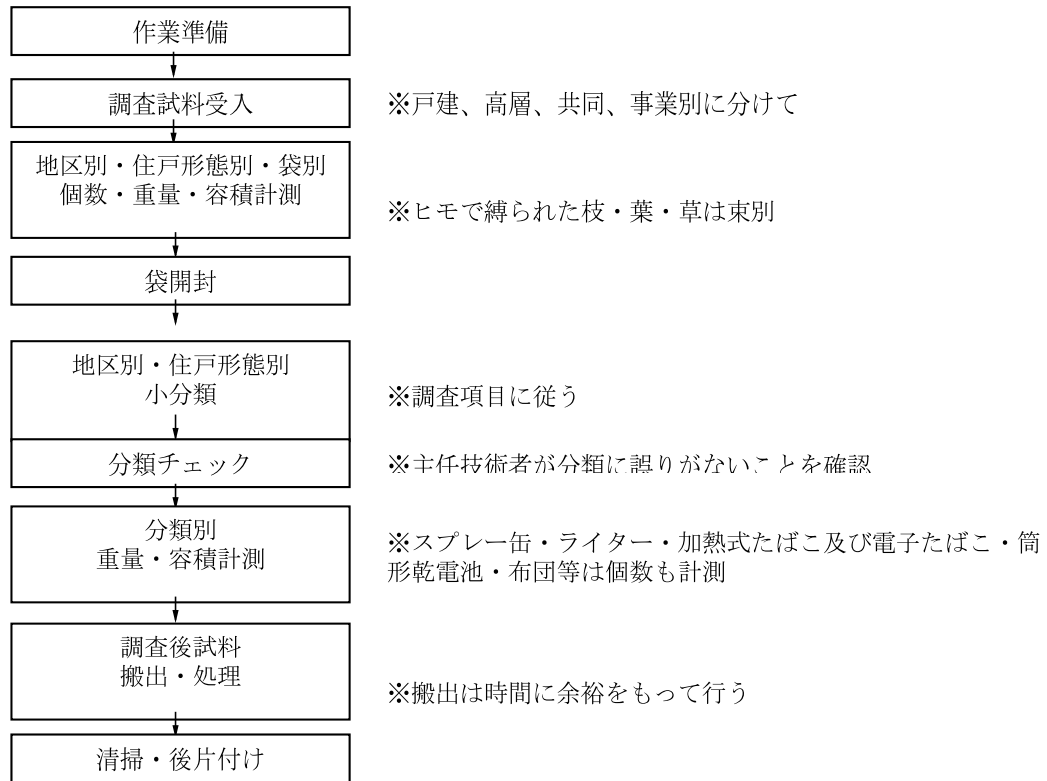 作業準備
調査試料受入
※戸建、高層、共同、事業別に分けて
地区別・住戸形態別・袋別
個数・重量・容積計測
※ヒモで縛られた枝・葉・草は束別
袋開封
地区別・住戸形態別
小分類
※調査項目に従う
分類チェック
※主任技術者が分類に誤りがないことを確認
分類別
重量・容積計測
※スプレー缶・ライター・加熱式たばこ及び電子たばこ・筒
形乾電池・布団等は個数も計測
調査後試料
搬出・処理
※搬出は時間に余裕をもって行う
清掃・後片付け